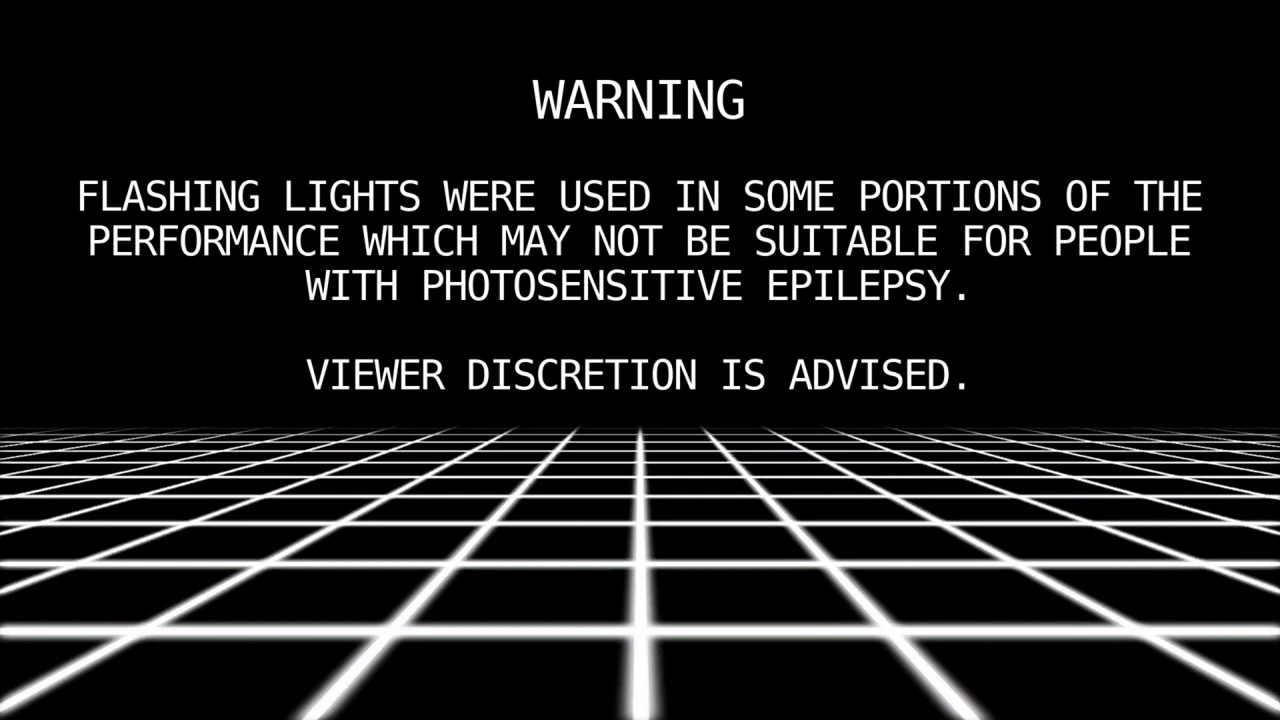 WARNING
FLASHING LIGHTS WERE USED IN SOME PORTIONS OF THE
PERFORMANCE WHICH MAY NOT BE SUITABLE FOR PEOPLE
WITH PHOTOSENSITIVE EPILEPSY.
VIEWER DISCRETION IS ADVISED.